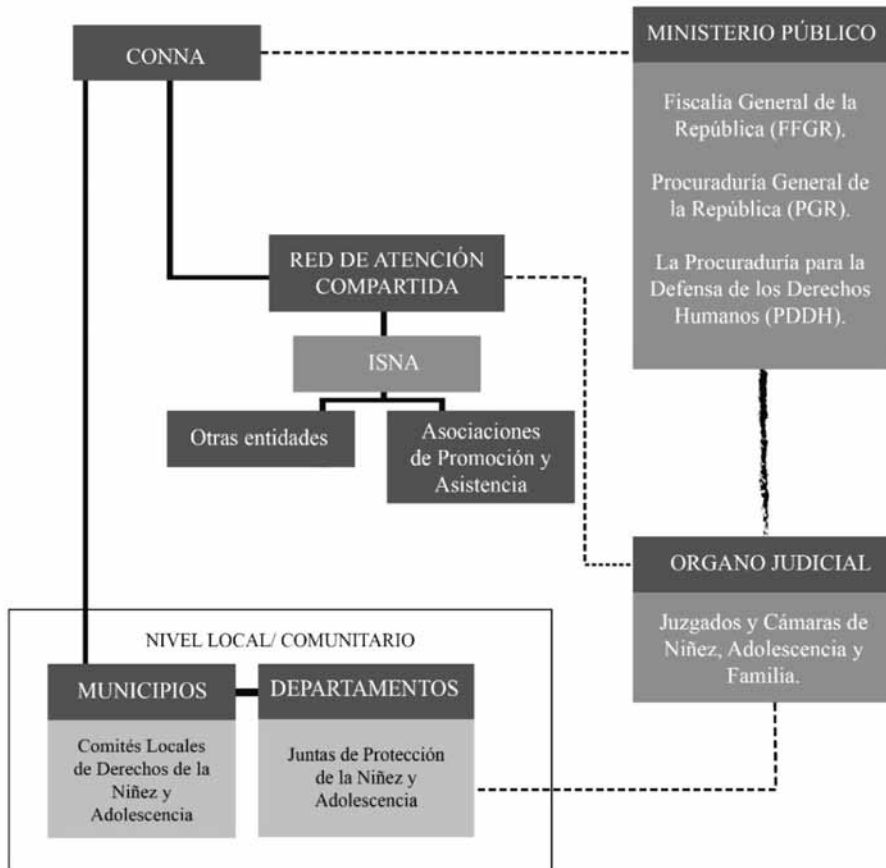 CONNA
MINISTERIO PÚBLICO
Fiscalía General de la
República (FFGR).
Procuraduría General de
la República (PGR).
La Procuraduría para la
Defensa de los Derechos
Humanos (PDDH).
RED DE ATENCIÓN
COMPARTIDA
ISNA
Otras entidades
Asociaciones
de Promoción y
Asistencia
ORGANO JUDICIAL
Juzgados y Cámaras de
Niñez, Adolescencia y
Familia.
NIVEL LOCAL/ COMUNITARIO
MUNICIPIOS
Comités Locales
de Derechos de la
Niñez y
Adolescencia
DEPARTAMENTOS
Juntas de Protección
de la Niñez y
Adolescencia